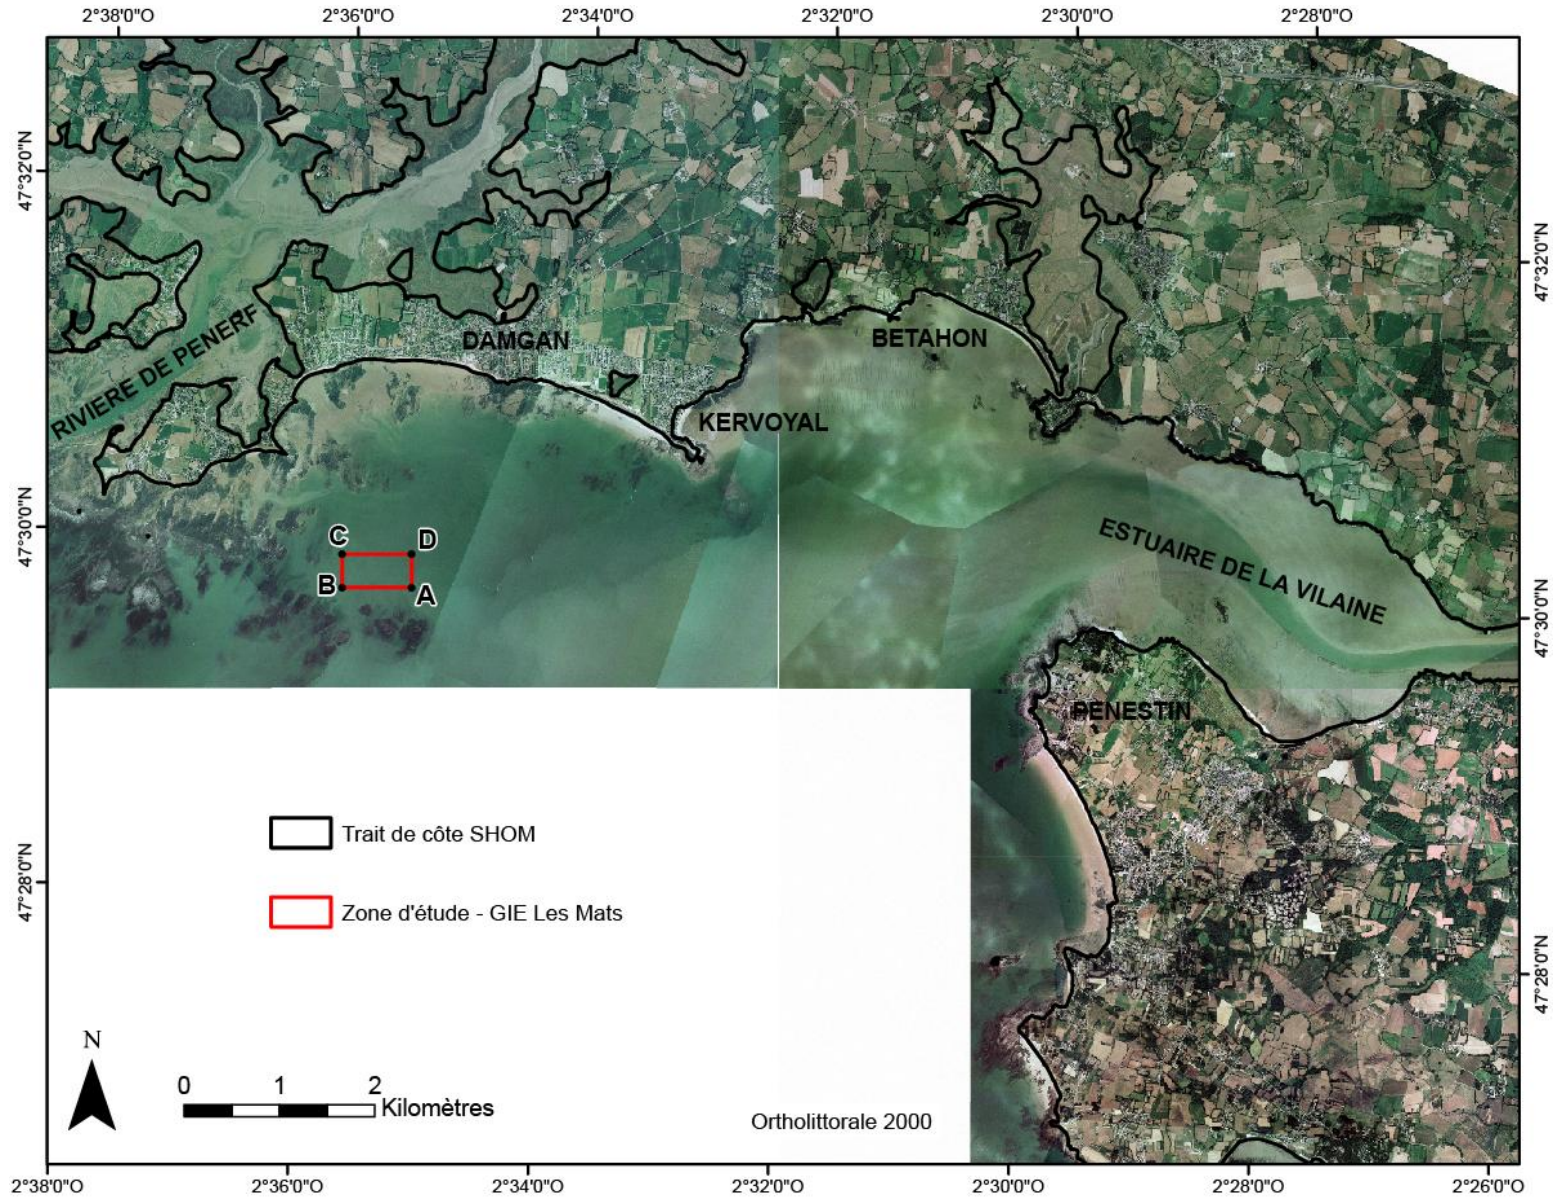 2°38'0"O 2°36'0"O 2°34'0"O 2°32'0"O 2°30'0"O 2°28'0"O
47°32'0"N
47°32'0"N
RIVIERE DE PENERF
DAMGAN
BETAHON
KERVOYAL
47°30'0"N
C D
B A
ESTUAIRE DE LA VILAINE
47°30'0"N
PENESTIN
Trait de côte SHOM
47°28'0"N
Zone d'étude - GIE Les Mats
47°28'0"N
N
0 1 2
Kilomètres
Ortholittorale 2000
2°38'0"O 2°36'0"O 2°34'0"O 2°32'0"O 2°30'0"O 2°28'0"O 2°26'0"O